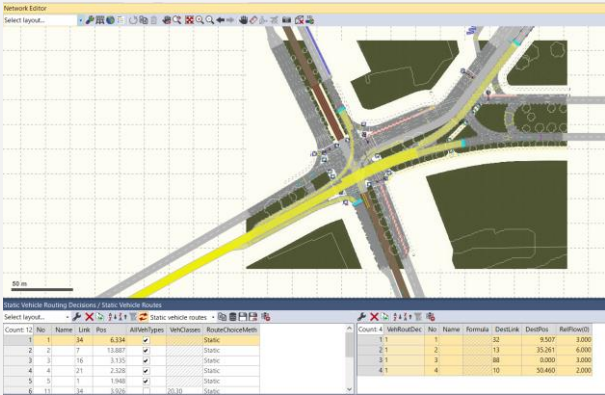 Network Editor
Select layout...
50 m
Static Vehicle Routing Decisions / Static Vehicle Routes
Select layout... Static vehicle routes
Count: 12 No Name Link Pos AllVehTypes VehClasses RouteChoiceMeth
1 1 34 6.334 Static
2 2 7 13.887 Static
3 3 16 3.135 Static
4 4 21 2.328 Static
5 5 1 1.948 Static
6 11 34 3.926 20.30 Static
Count: 4 VehRoutDec No Name Formula DestLink DestPos RelFlow(0)
1 1 1 32 9.507 3.000
2 1 2 13 35.261 6.000
3 1 3 88 0.000 3.000
4 1 4 10 50.460 2.000